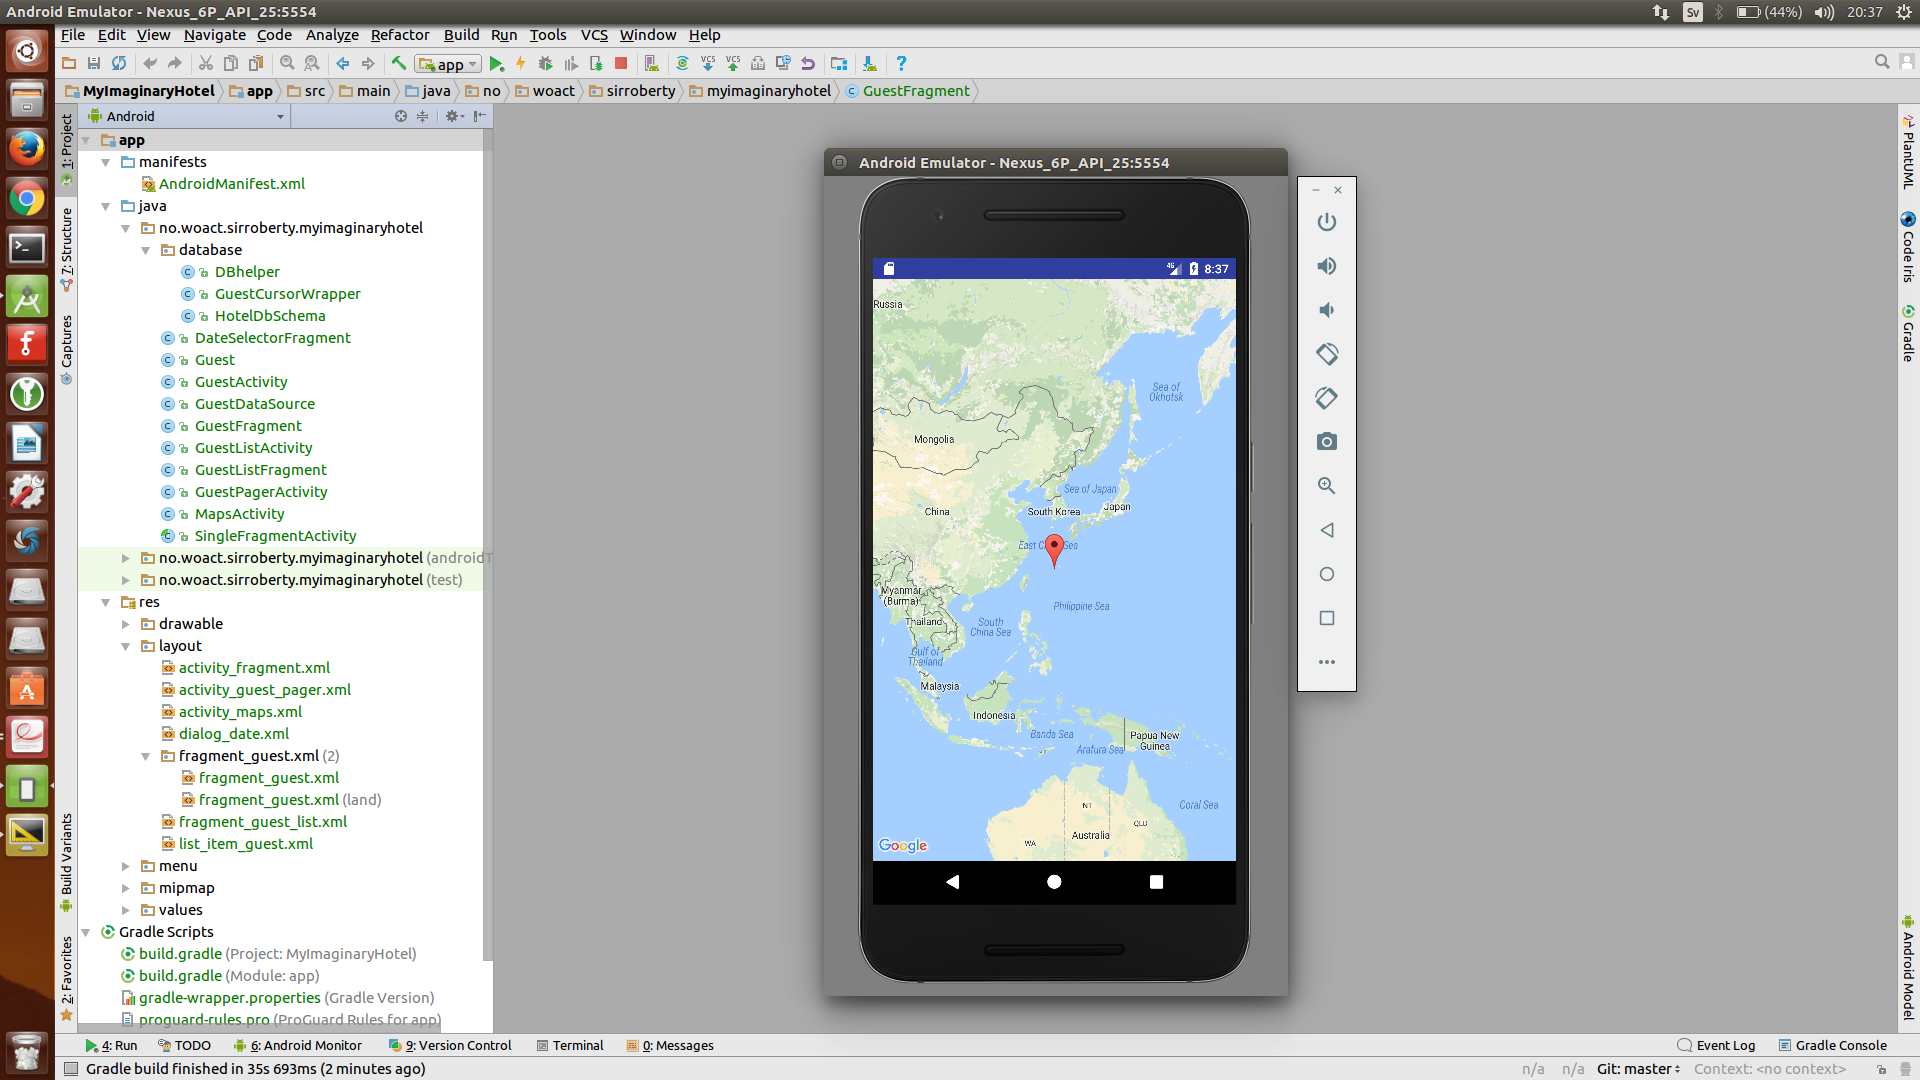 Android Emulator - Nexus_6P_API_25:5554
Sv (44%) 20:37
File Edit View Navigate Code Analyze Refactor Build Run Tools VCS Window Help
app VCS VCS ?
MyImaginaryHotel app src main java no woact sirroberty myimaginaryhotel GuestFragment
Android
app
manifests
AndroidManifest.xml
java
no.woact.sirroberty.myimaginaryhotel
database
DBhelper
GuestCursorWrapper
HotelDbSchema
DateSelectorFragment
Guest
GuestActivity
GuestDataSource
GuestFragment
GuestListActivity
GuestListFragment
GuestPagerActivity
MapsActivity
SingleFragmentActivity
no.woact.sirroberty.myimaginaryhotel (androidT
no.woact.sirroberty.myimaginaryhotel (test)
res
drawable
layout
activity_fragment.xml
activity_guest_pager.xml
activity_maps.xml
dialog_date.xml
fragment_guest.xml (2)
fragment_guest.xml
fragment_guest.xml (land)
fragment_guest_list.xml
list_item_guest.xml
menu
mipmap
values
Gradle Scripts
build.gradle (Project: MyImaginaryHotel)
build.gradle (Module: app)
gradle-wrapper.properties (Gradle Version)
proguard-rules.pro (ProGuard Rules for app)
1: Project
7: Structure
Captures
Build Variants
2: Favorites
Android Emulator - Nexus_6P_API_25:5554
4G 8:37
Russia
Sea of
Okhotsk
Mongolia
Sea of Japan
China
South Korea
Japan
East Sea
Myanmar
(Burma)
Philippine Sea
Thailand
South
China Sea
Gulf of
Thailand
Malaysia
Indonesia
Banda Sea
Papua New
Guinea
Arafura Sea
NT
Coral Sea
QLD
Australia
WA
Google
PlantUML
Code Iris
Gradle
Android Model
4: Run TODO 6: Android Monitor 9: Version Control Terminal 0: Messages Event Log Gradle Console
Gradle build finished in 35s 693ms (2 minutes ago) n/a n/a Git: master Context: <no context>